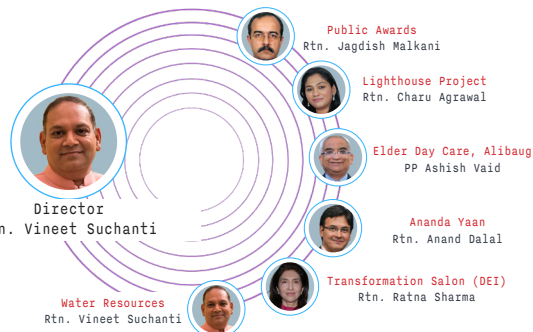 Public Awards
Rtn. Jagdish Malkani
Lighthouse Project
Rtn. Charu Agrawal
Elder Day Care, Alibaug
PP Ashish Vaid
Director
n. Vineet Suchanti
Ananda Yaan
Rtn. Anand Dalal
Transformation Salon (DEI)
Rtn. Ratna Sharma
Water Resources
Rtn. Vineet Suchanti